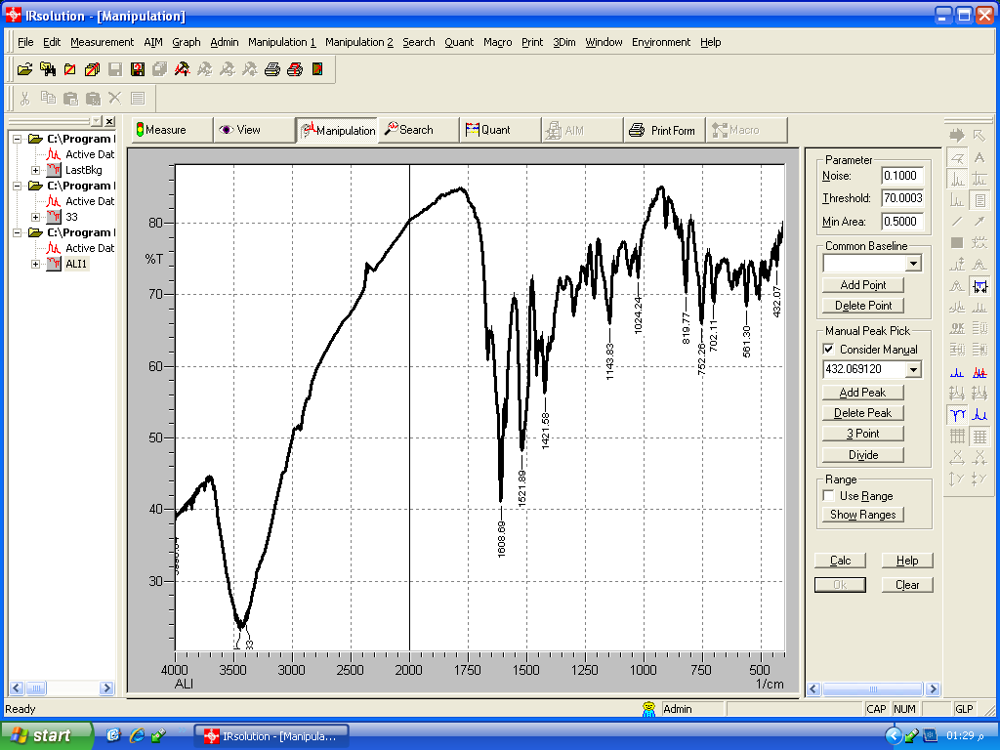 IRsolution - [Manipulation]
File Edit Measurement AIM Graph Admin Manipulation 1 Manipulation 2 Search Quant Macro Print 3Dim Window Environment Help
Measure View Manipulation Search Quant AIM Print Form Macro
C:\Program
Active Dat
LastBkg
C:\Program
Active Dat
33
C:\Program
Active Dat
ALI1
80
%T
70
60
50
40
30
1608.69
1521.89
1421.58
1143.83
1024.24
819.77
752.26
702.11
561.30
432.07
4000 3500 3000 2500 2000 1750 1500 1250 1000 750 500
ALI 1/cm
Parameter
Noise: 0.1000
Threshold: 70.0003
Min Area: 0.5000
Common Baseline
Add Point
Delete Point
Manual Peak Pick
Consider Manual
432.069120
Add Peak
Delete Peak
3 Point
Divide
Range
Use Range
Show Ranges
Calc Help
Ok Clear
Ready Admin CAP NUM GLP
start IRsolution - [Manipula... 01:29 م